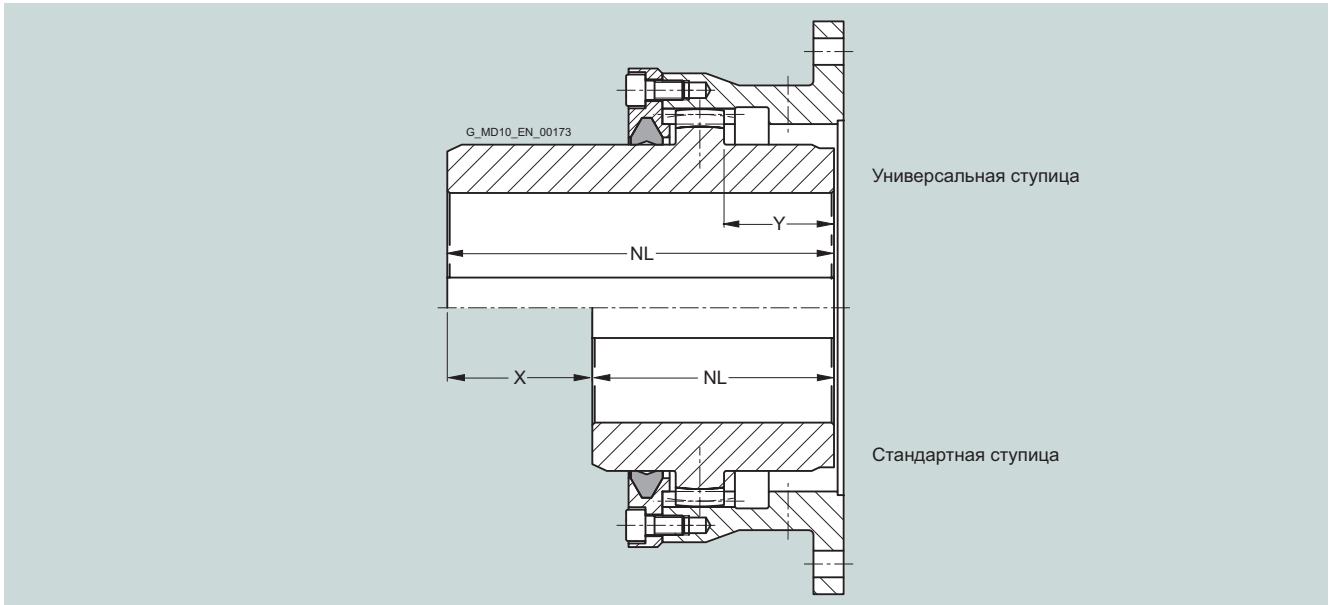 G_MD10_EN_00173
Универсальная ступица
Y
NL
X
NL
Стандартная ступица